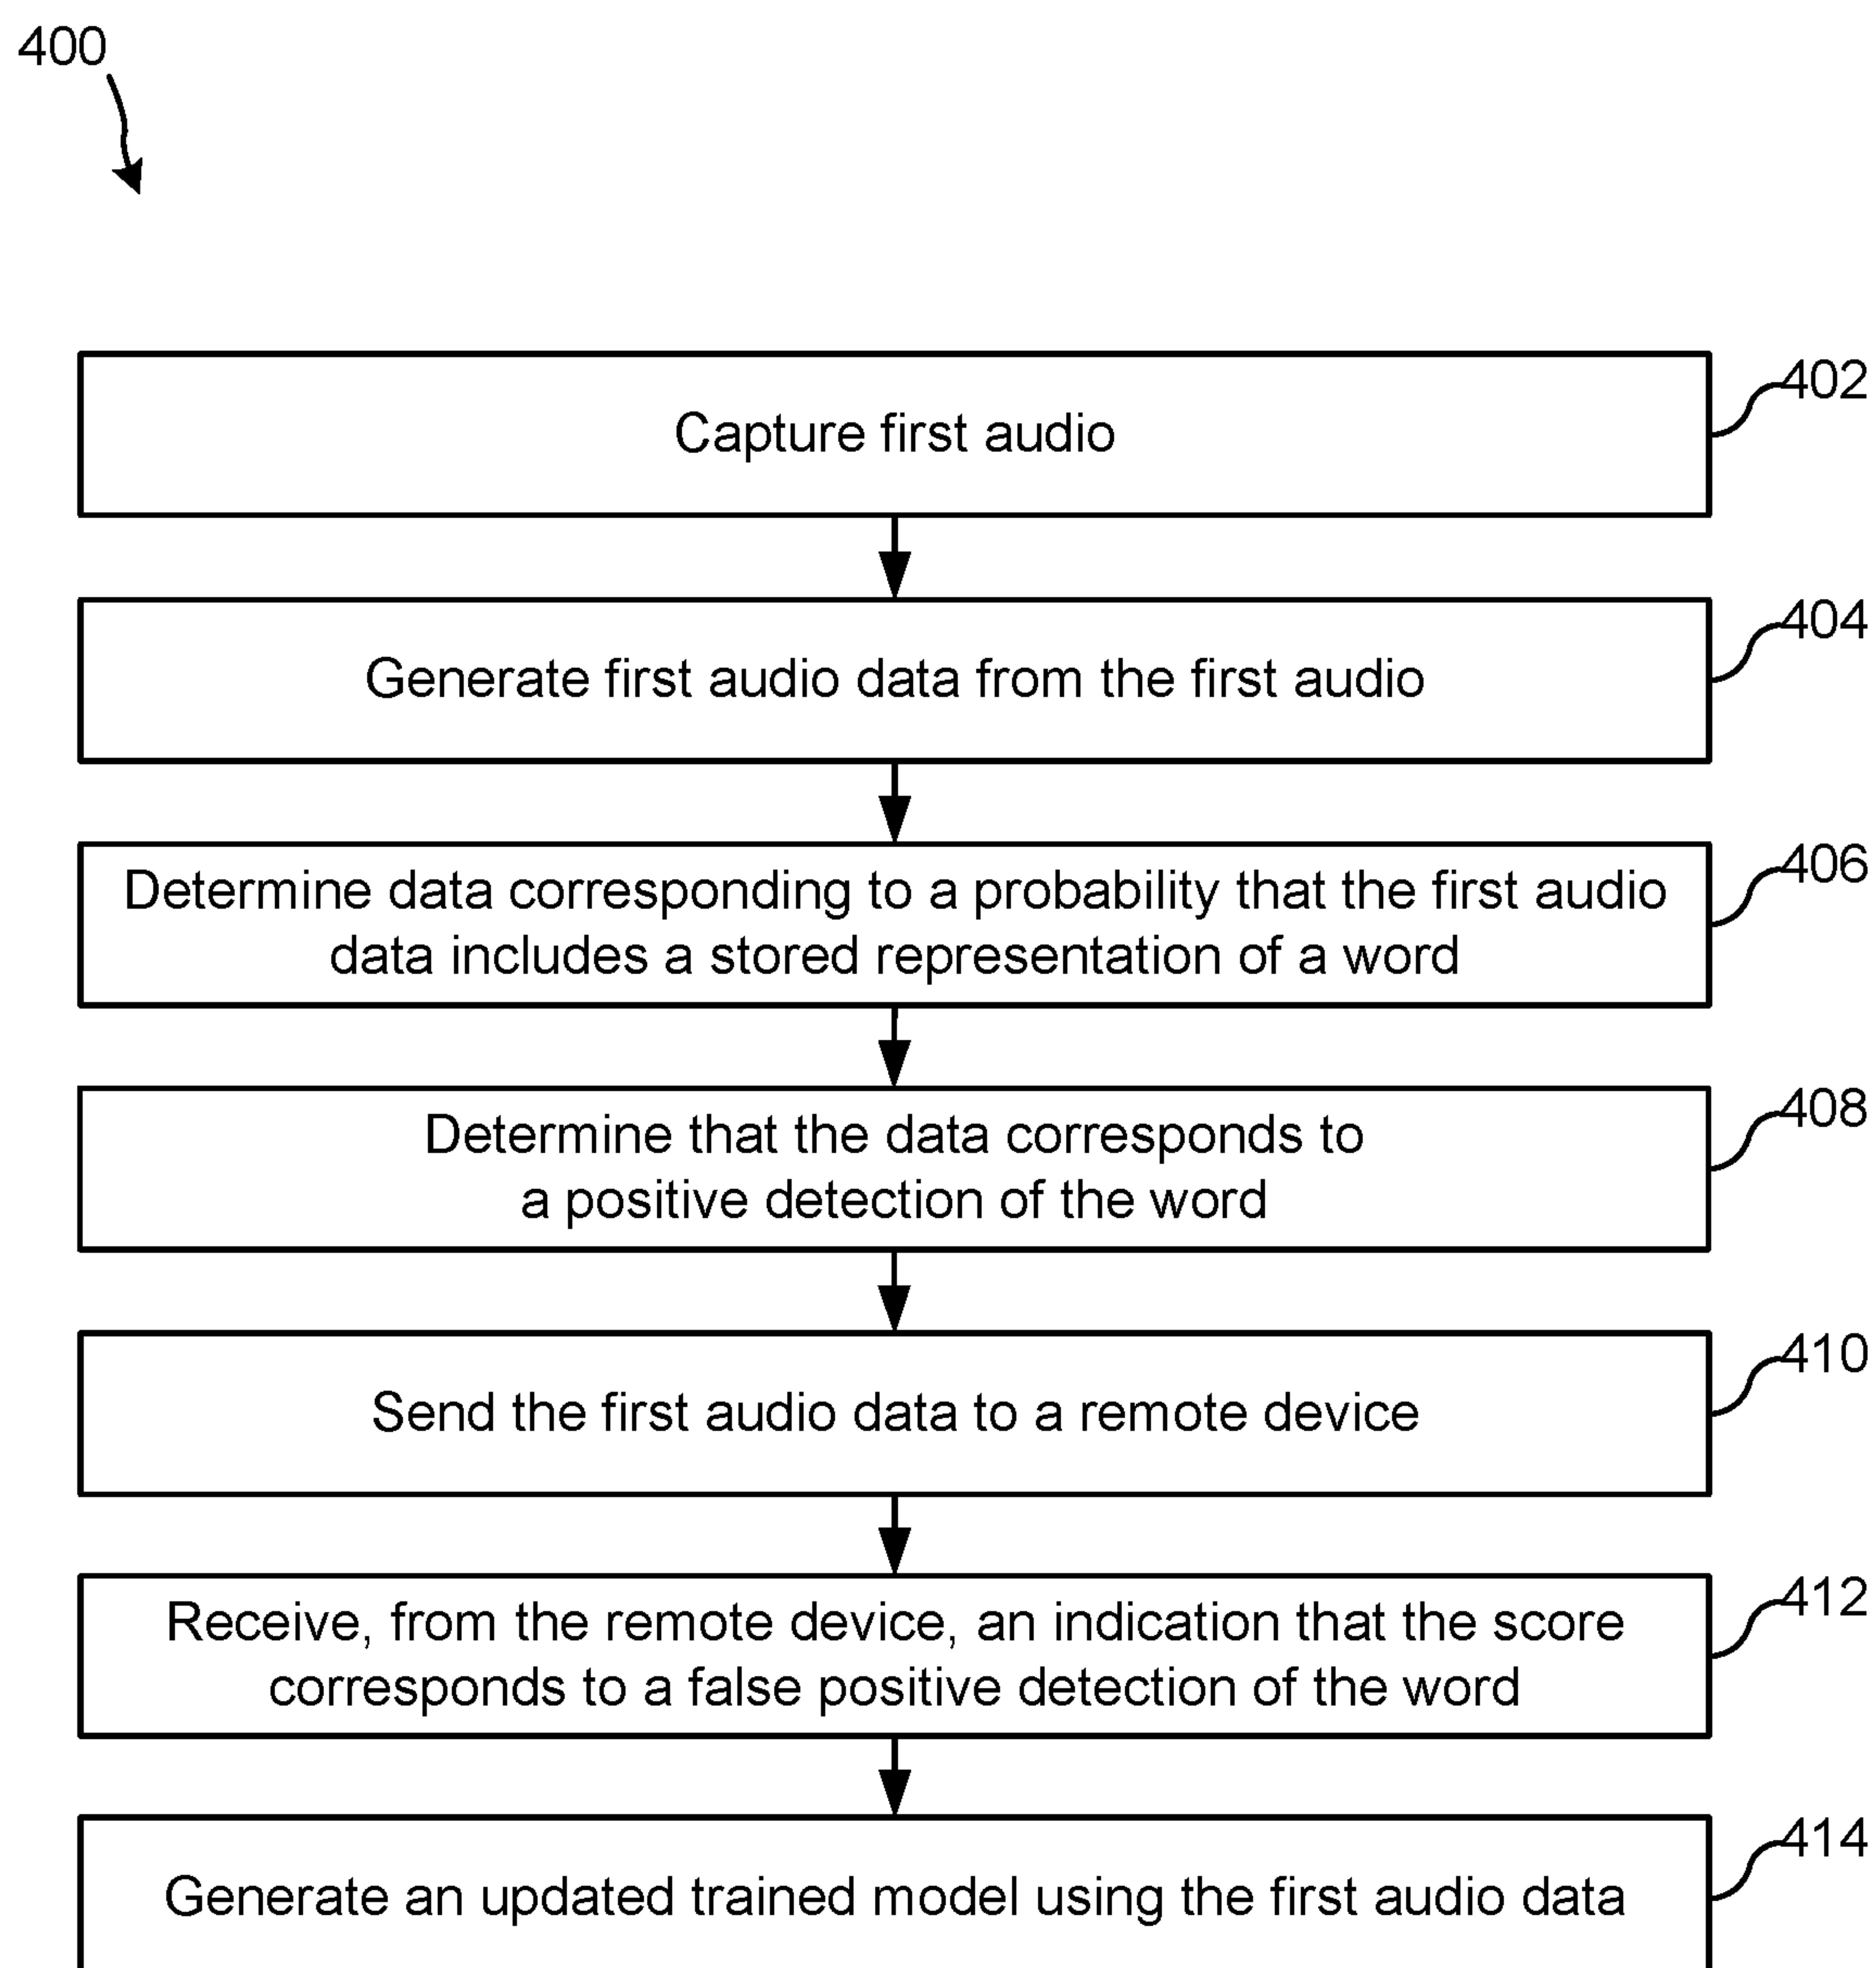 400
Capture first audio
402
Generate first audio data from the first audio
404
Determine data corresponding to a probability that the first audio
data includes a stored representation of a word
406
Determine that the data corresponds to
a positive detection of the word
408
Send the first audio data to a remote device
410
Receive, from the remote device, an indication that the score
corresponds to a false positive detection of the word
412
Generate an updated trained model using the first audio data
414